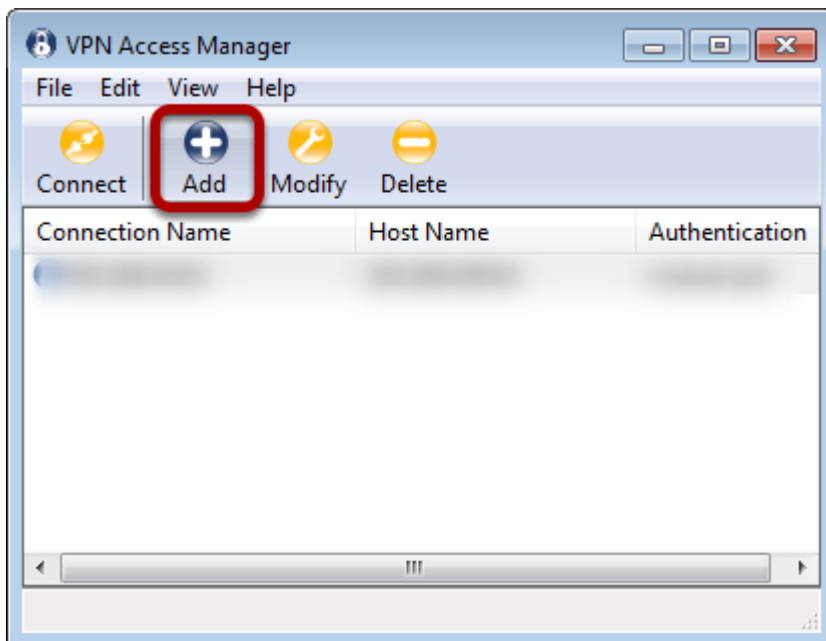 VPN Access Manager
File Edit View Help
Connect Add Modify Delete
Connection Name Host Name Authentication